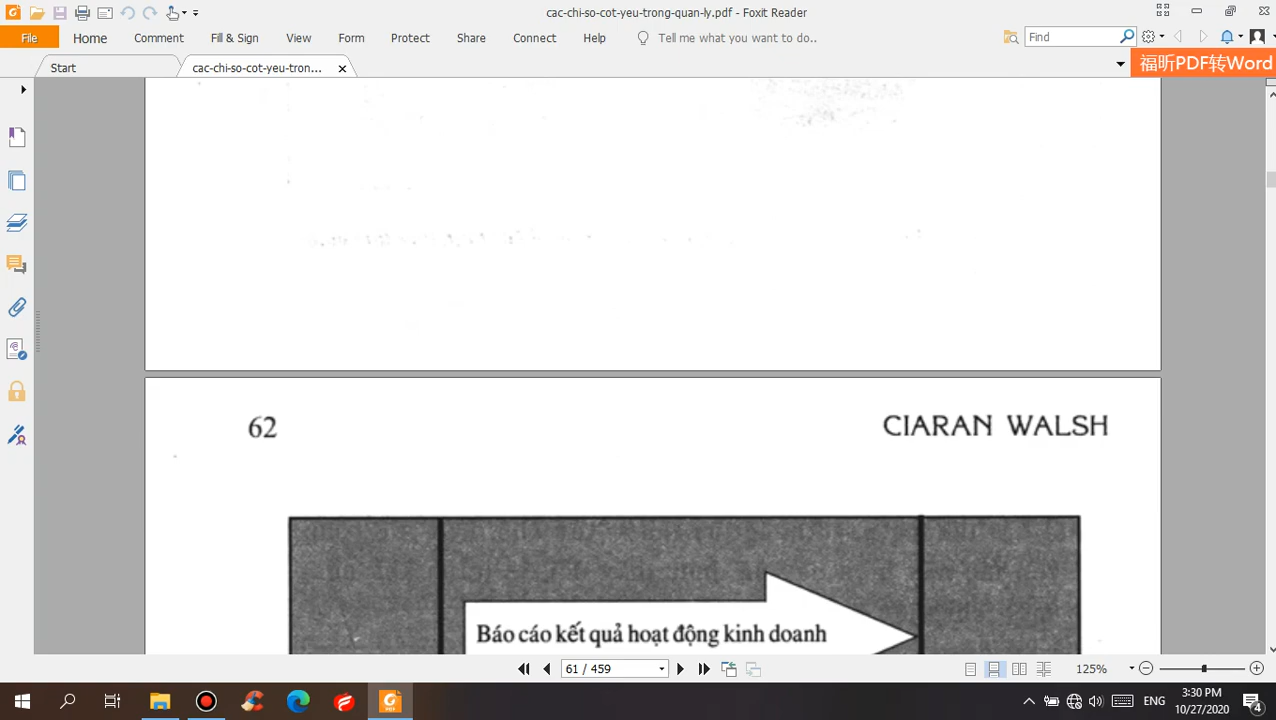 cac-chi-so-cot-yeu-trong-quan-ly.pdf - Foxit Reader
File Home Comment Fill & Sign View Form Protect Share Connect Help Tell me what you want to do.. Find
Start cac-chi-so-cot-yeu-tron... 福昕PDF转Word
62 CIARAN WALSH
Báo cáo kết quả hoạt động kinh doanh
61 / 459 125%
ENG 3:30 PM
10/27/2020 4